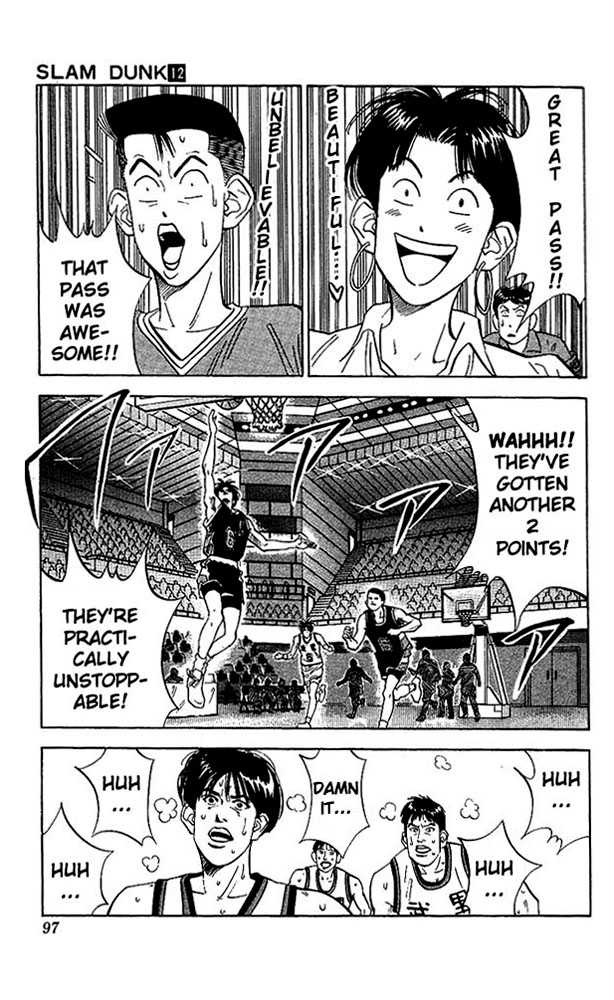 SLAM DUNK 12
GREAT PASS!!
BEAUTIFUL.....♥
UNBELIEVABLE!!
THAT
PASS
WAS
AWE-
SOME!!
WAHHH!!
THEY'VE
GOTTEN
ANOTHER
2
POINTS!
THEY'RE
PRACTI-
CALLY
UNSTOPP-
ABLE!
HUH
...
HUH
...
DAMN
IT...
HUH
...
HUH
...
97